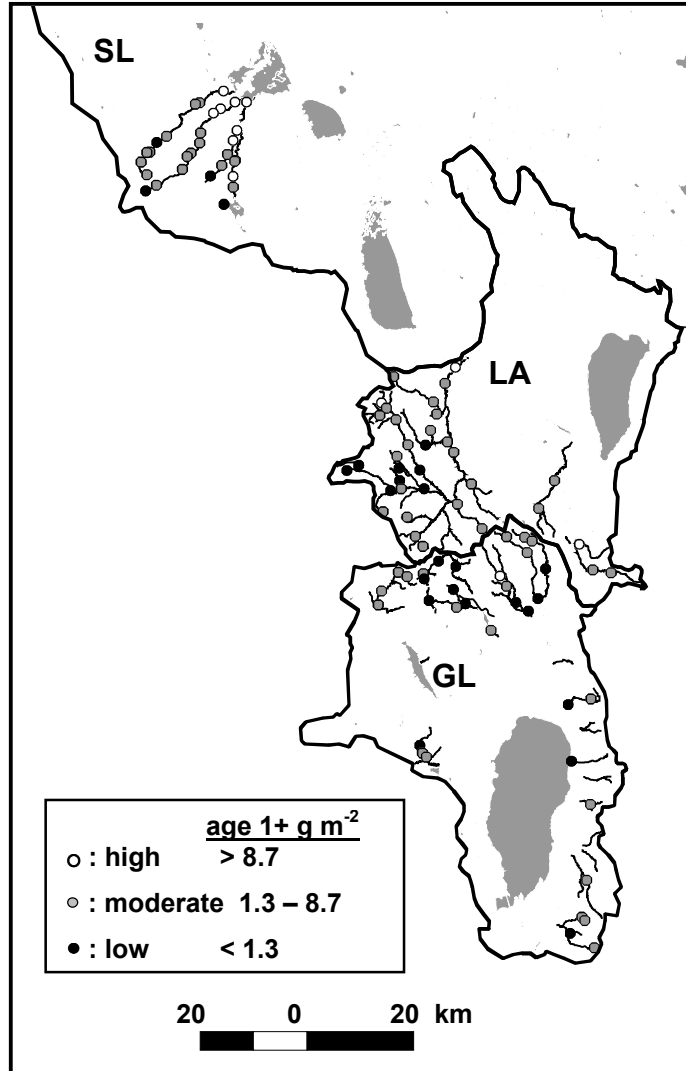 SL
LA
GL
age 1+ g m⁻²
○ : high > 8.7
● : moderate 1.3 – 8.7
● : low < 1.3
20 0 20 km